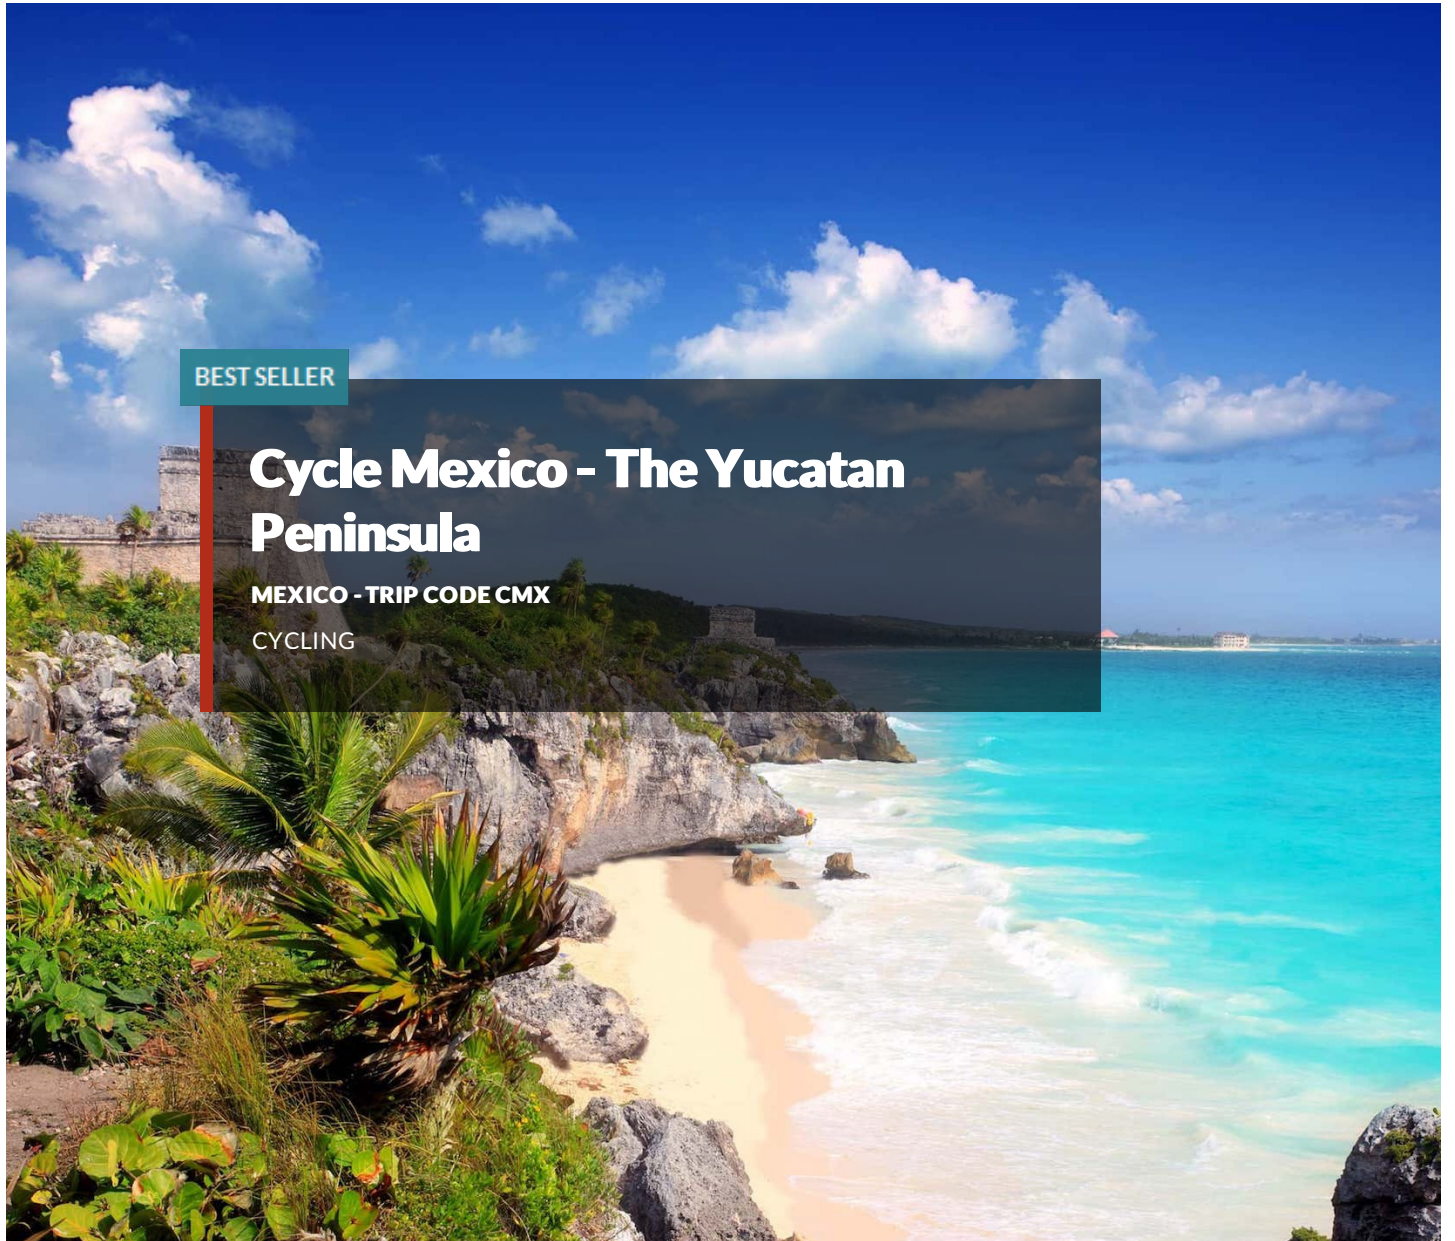 BEST SELLER
Cycle Mexico - The Yucatan
Peninsula
MEXICO - TRIP CODE CMX
CYCLING